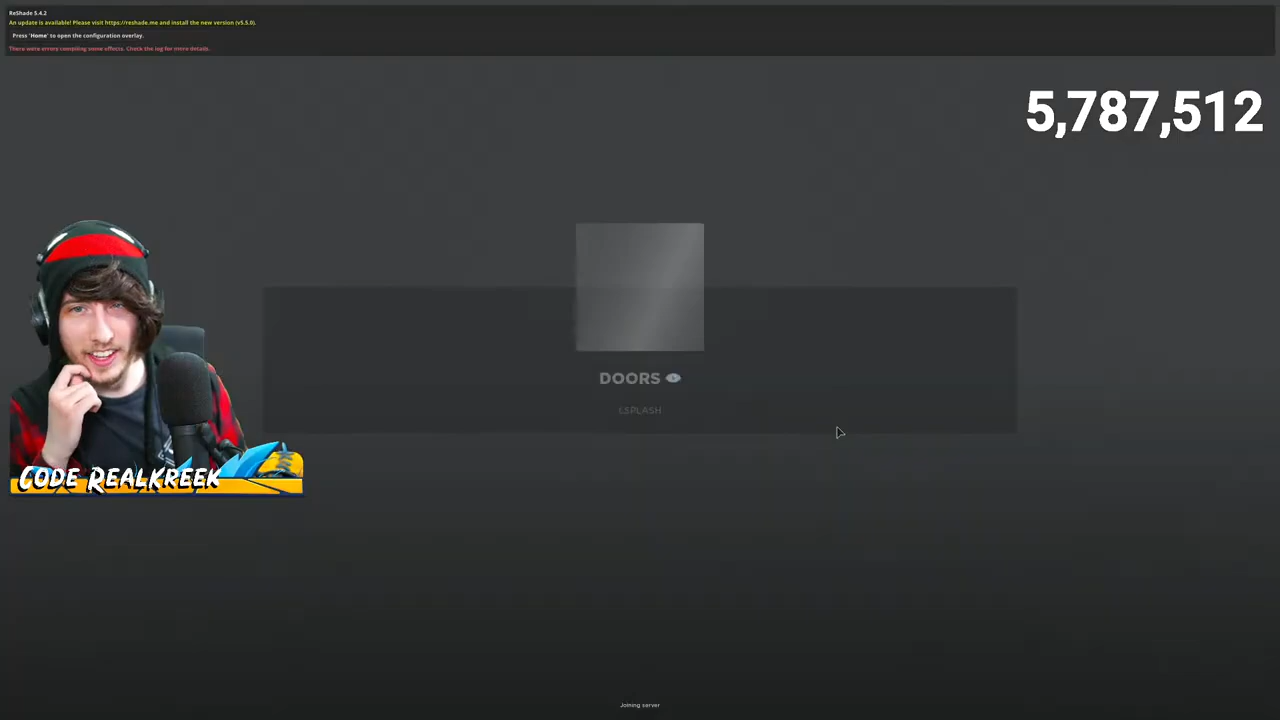 ReShade 5.4.2
An update is available! Please visit https://reshade.me and install the new version (v5.5.0).
Press 'Home' to open the configuration overlay.
There were errors compiling some effects. Check the log for more details.
5,787,512
DOORS
LSPLASH
CODE REALKREEK
Joining server